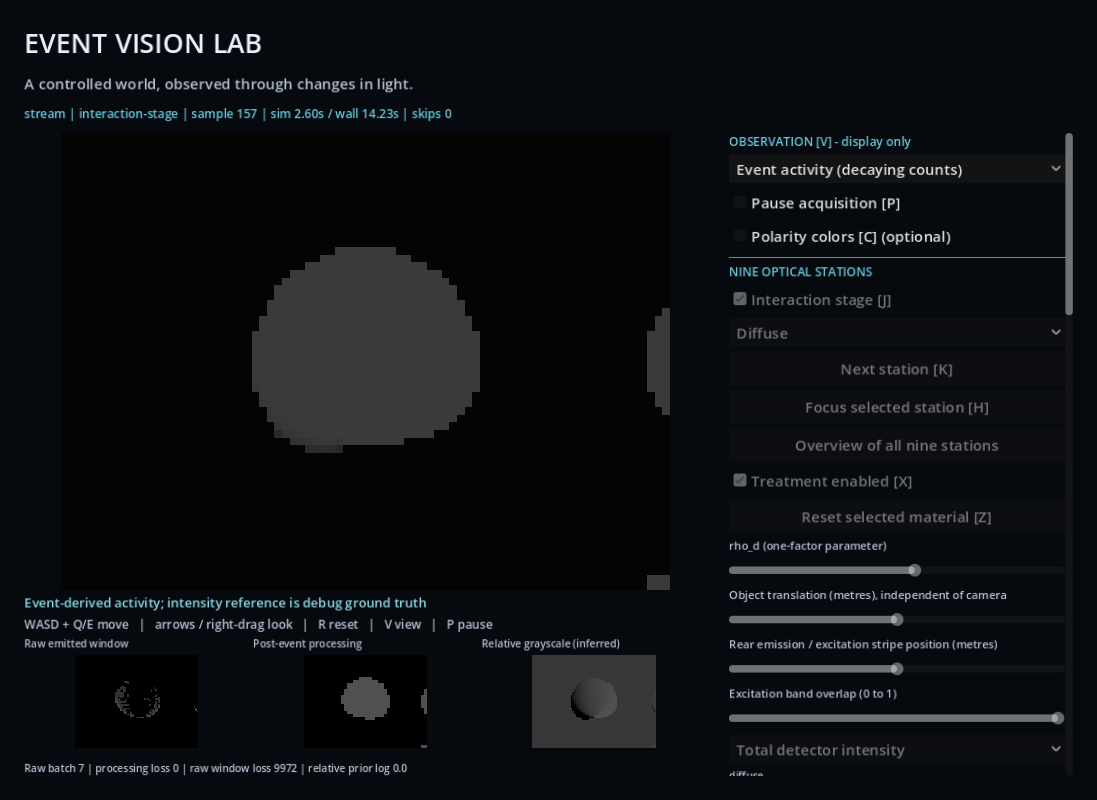 EVENT VISION LAB
A controlled world, observed through changes in light.
stream | interaction-stage | sample 157 | sim 2.60s / wall 14.23s | skips 0
OBSERVATION [V] - display only
Event activity (decaying counts)
Pause acquisition [P]
Polarity colors [C] (optional)
NINE OPTICAL STATIONS
Interaction stage [J]
Diffuse
Next station [K]
Focus selected station [H]
Overview of all nine stations
Treatment enabled [X]
Reset selected material [Z]
rho_d (one-factor parameter)
Object translation (metres), independent of camera
Rear emission / excitation stripe position (metres)
Excitation band overlap (0 to 1)
Total detector intensity
diffuse
Event-derived activity; intensity reference is debug ground truth
WASD + Q/E move | arrows / right-drag look | R reset | V view | P pause
Raw emitted window
Post-event processing
Relative grayscale (inferred)
Raw batch 7 | processing loss 0 | raw window loss 9972 | relative prior log 0.0